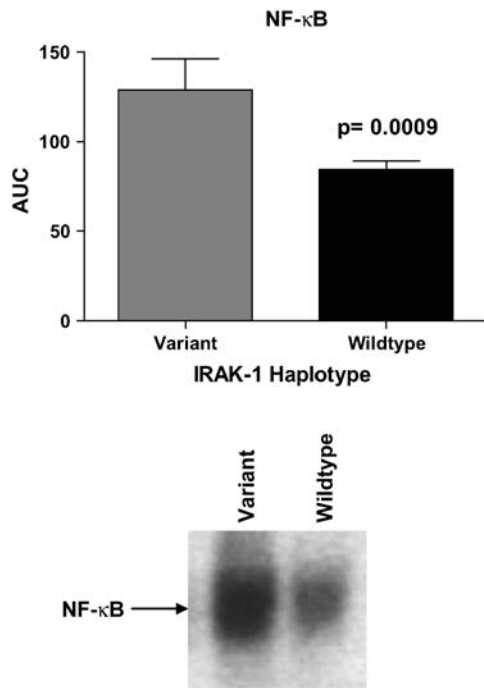 NF-κB
150
100
50
0
AUC
p= 0.0009
Variant
Wildtype
IRAK-1 Haplotype
Variant
Wildtype
NF-κB